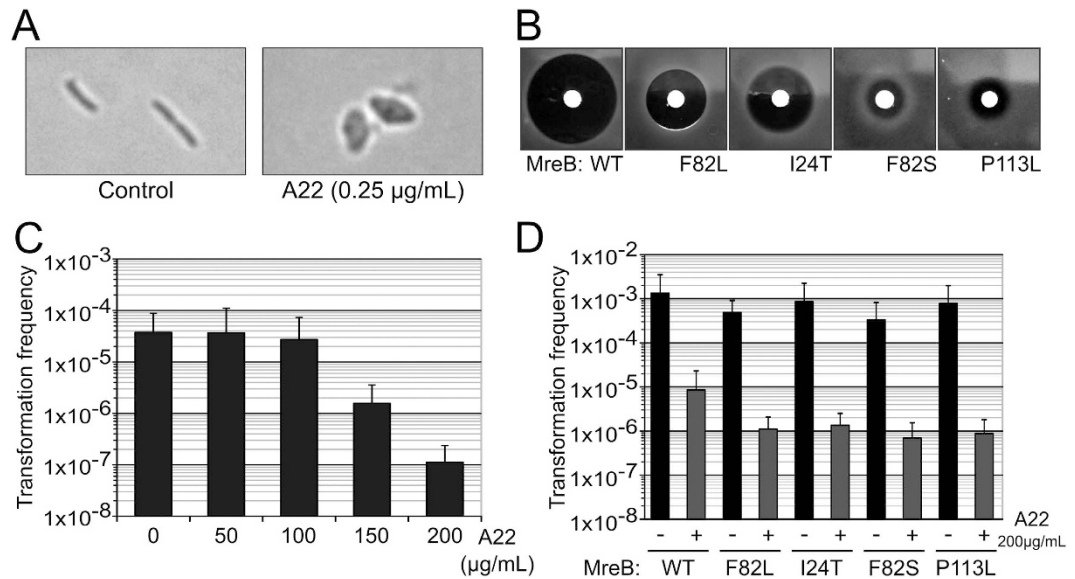 A
B
Control
A22 (0.25 µg/mL)
MreB: WT
F82L
I24T
F82S
P113L
C
D
Transformation frequency
1x10-3
1x10-4
1x10-5
1x10-6
1x10-7
1x10-8
0 50 100 150 200 A22
(µg/mL)
Transformation frequency
1x10-2
1x10-3
1x10-4
1x10-5
1x10-6
1x10-7
1x10-8
- + - + - + - + - + A22
200µg/mL
MreB: WT F82L I24T F82S P113L